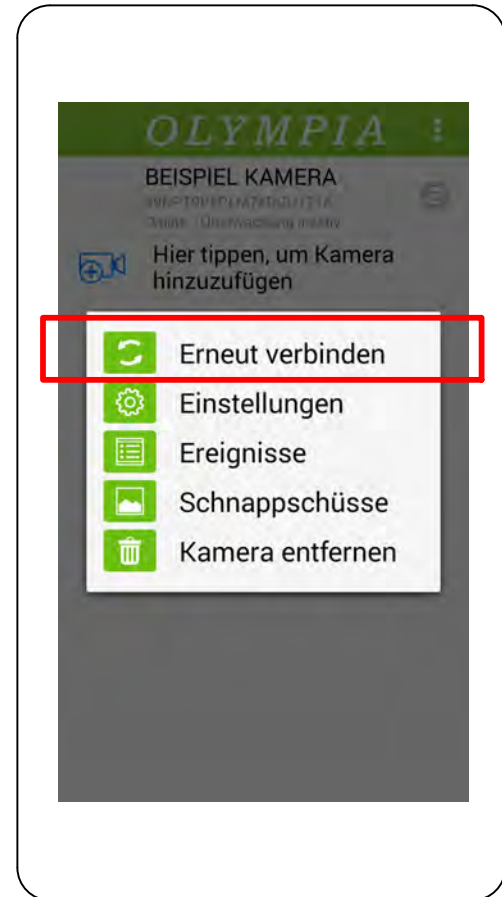 OLYMPIA
BEISPIEL KAMERA
Hier tippen, um Kamera
hinzuzufügen
Erneut verbinden
Einstellungen
Ereignisse
Schnappschüsse
Kamera entfernen